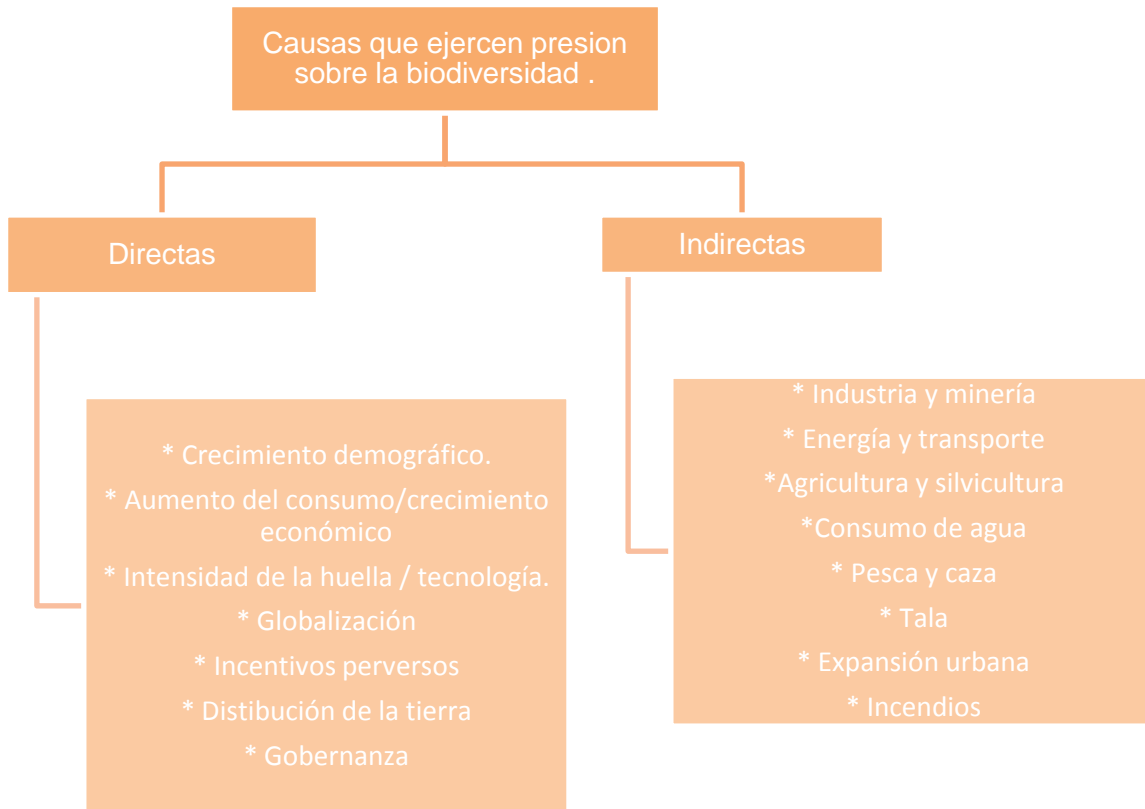 Causas que ejercen presion
sobre la biodiversidad .
Directas
Indirectas
* Crecimiento demográfico.
* Aumento del consumo/crecimiento
económico
* Intensidad de la huella / tecnología.
* Globalización
* Incentivos perversos
* Distibución de la tierra
* Gobernanza
* Industria y minería
* Energía y transporte
*Agricultura y silvicultura
*Consumo de agua
* Pesca y caza
* Tala
* Expansión urbana
* Incendios